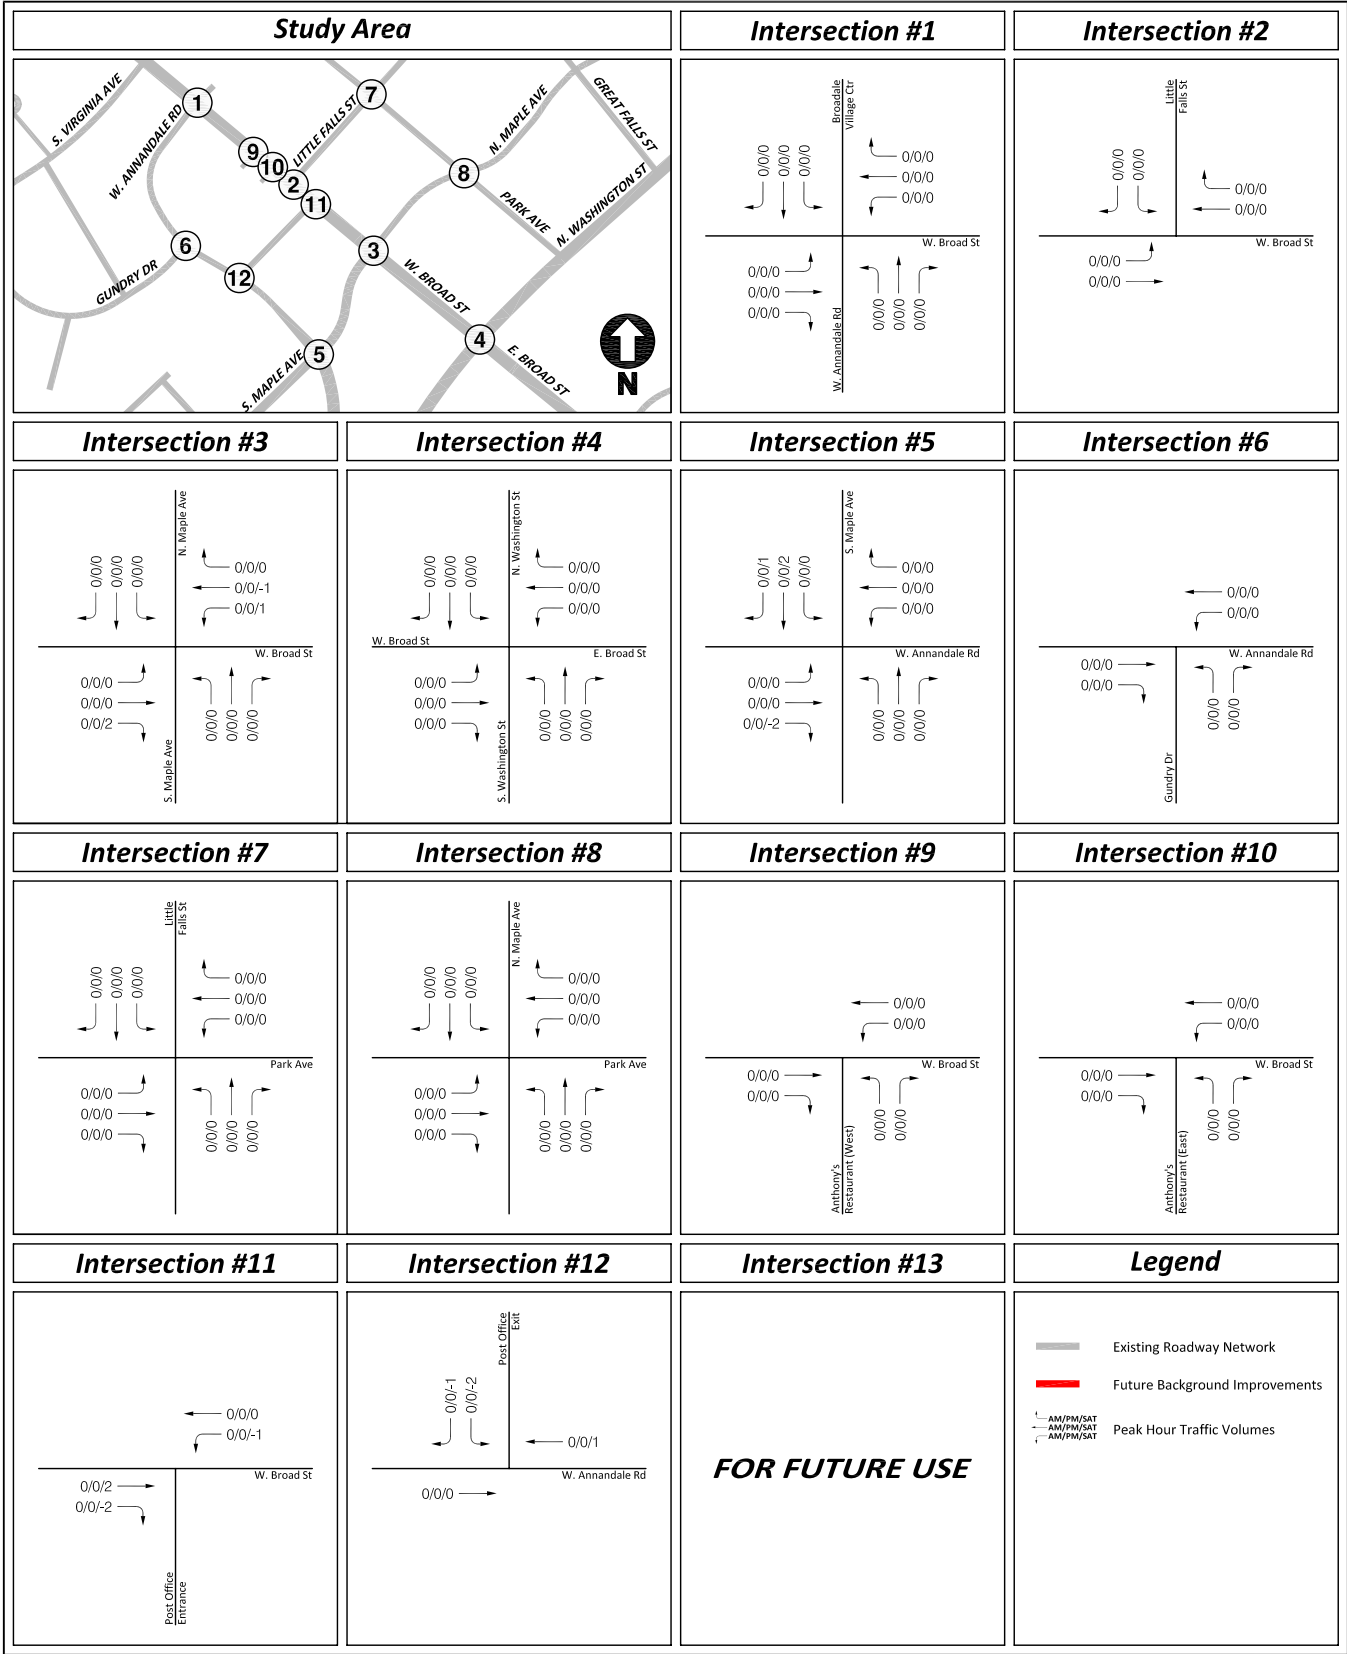 Study Area
Intersection #1
Intersection #2
S. VIRGINIA AVE
W. ANNANDALE RD
LITTLE FALLS ST
N. MAPLE AVE
GREAT FALLS ST
N. WASHINGTON ST
PARK AVE
GUNDRY DR
W. BROAD ST
S. MAPLE AVE
E. BROAD ST
1
7
9
10
2
11
8
6
3
12
5
4
N
Broadale
Village Ctr
0/0/0
0/0/0
0/0/0
0/0/0
0/0/0
0/0/0
W. Broad St
0/0/0
0/0/0
0/0/0
0/0/0
0/0/0
0/0/0
W. Annandale Rd
Little
Falls St
0/0/0
0/0/0
0/0/0
0/0/0
W. Broad St
0/0/0
0/0/0
Intersection #3
Intersection #4
Intersection #5
Intersection #6
N. Maple Ave
0/0/0
0/0/0
0/0/0
0/0/0
0/0/-1
0/0/1
W. Broad St
0/0/0
0/0/0
0/0/2
0/0/0
0/0/0
0/0/0
S. Maple Ave
N. Washington St
0/0/0
0/0/0
0/0/0
0/0/0
0/0/0
0/0/0
W. Broad St
E. Broad St
0/0/0
0/0/0
0/0/0
0/0/0
0/0/0
0/0/0
S. Washington St
S. Maple Ave
0/0/1
0/0/2
0/0/0
0/0/0
0/0/0
0/0/0
W. Annandale Rd
0/0/0
0/0/0
0/0/-2
0/0/0
0/0/0
0/0/0
0/0/0
0/0/0
W. Annandale Rd
0/0/0
0/0/0
0/0/0
0/0/0
Gundry Dr
Intersection #7
Intersection #8
Intersection #9
Intersection #10
Little
Falls St
0/0/0
0/0/0
0/0/0
0/0/0
0/0/0
0/0/0
Park Ave
0/0/0
0/0/0
0/0/0
0/0/0
0/0/0
0/0/0
N. Maple Ave
0/0/0
0/0/0
0/0/0
0/0/0
0/0/0
0/0/0
Park Ave
0/0/0
0/0/0
0/0/0
0/0/0
0/0/0
0/0/0
0/0/0
0/0/0
W. Broad St
0/0/0
0/0/0
0/0/0
0/0/0
Anthony's
Restaurant (West)
0/0/0
0/0/0
W. Broad St
0/0/0
0/0/0
0/0/0
0/0/0
Anthony's
Restaurant (East)
Intersection #11
Intersection #12
Intersection #13
Legend
0/0/0
0/0/-1
W. Broad St
0/0/2
0/0/-2
Post Office
Entrance
Post Office
Exit
0/0/-1
0/0/-2
0/0/1
W. Annandale Rd
0/0/0
FOR FUTURE USE
Existing Roadway Network
Future Background Improvements
AM/PM/SAT
AM/PM/SAT
AM/PM/SAT
Peak Hour Traffic Volumes